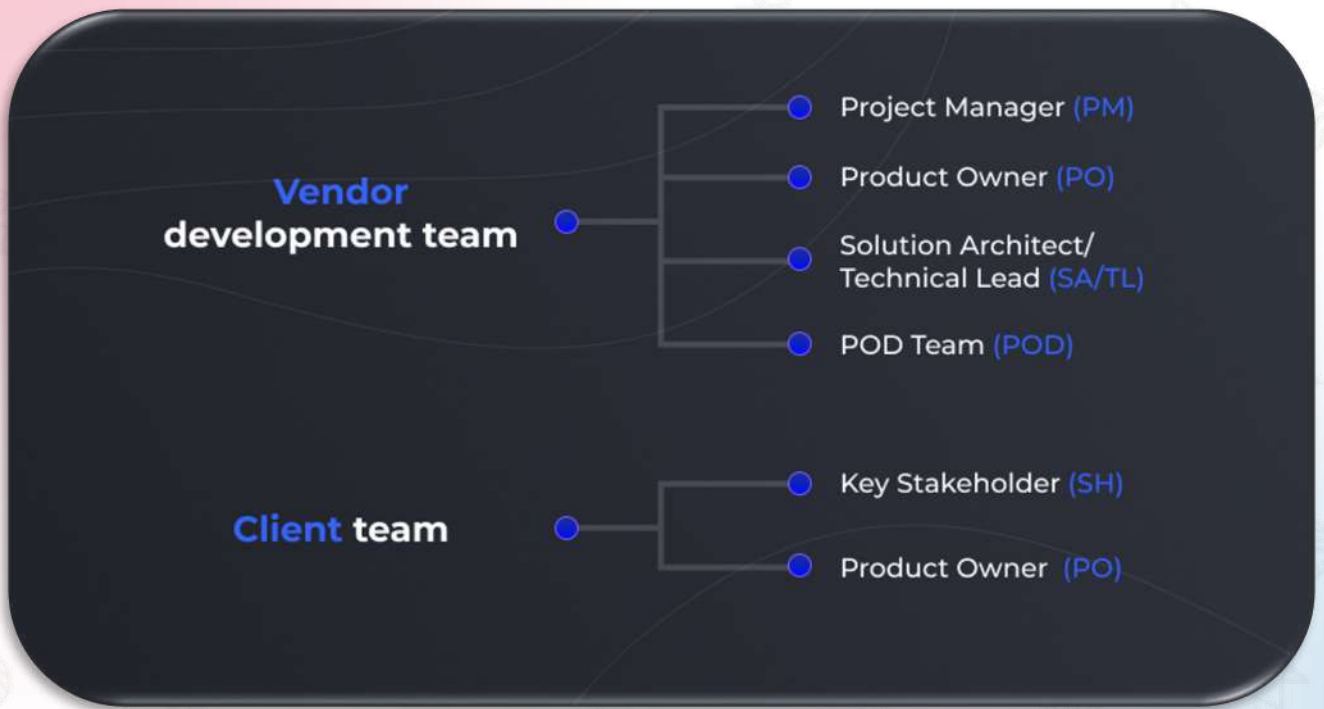 Vendor
development team
Project Manager (PM)
Product Owner (PO)
Solution Architect/
Technical Lead (SA/TL)
POD Team (POD)
Client team
Key Stakeholder (SH)
Product Owner (PO)